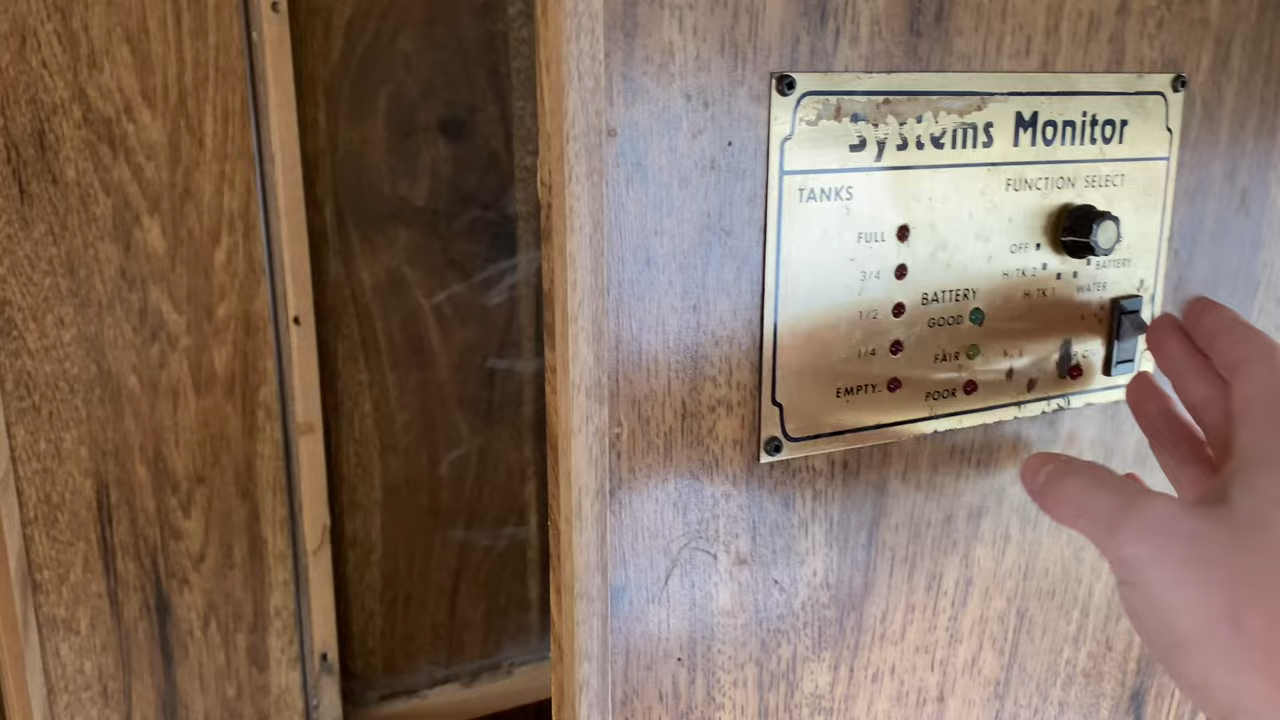 Systems Monitor
TANKS
FUNCTION SELECT
FULL
OFF
3/4
H. TK 2
BATTERY
H. TK 1
WATER
1/2
BATTERY
GOOD
1/4
FAIR
EMPTY
POOR